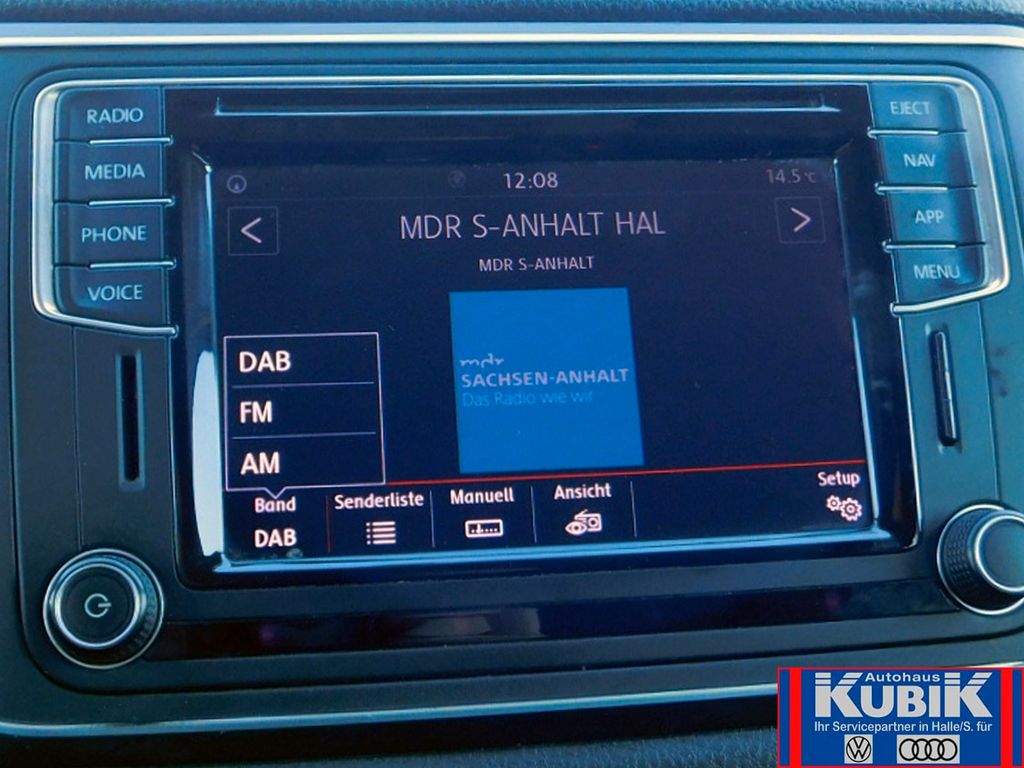 RADIO
MEDIA
PHONE
VOICE
EJECT
NAV
APP
MENU
12:08
14.5 °C
<
MDR S-ANHALT HAL
>
MDR S-ANHALT
mdr
SACHSEN-ANHALT
Das Radio wie wir
DAB
FM
AM
Band
DAB
Senderliste
Manuell
Ansicht
Setup
Autohaus
KUBIK
Ihr Servicepartner in Halle/S. für